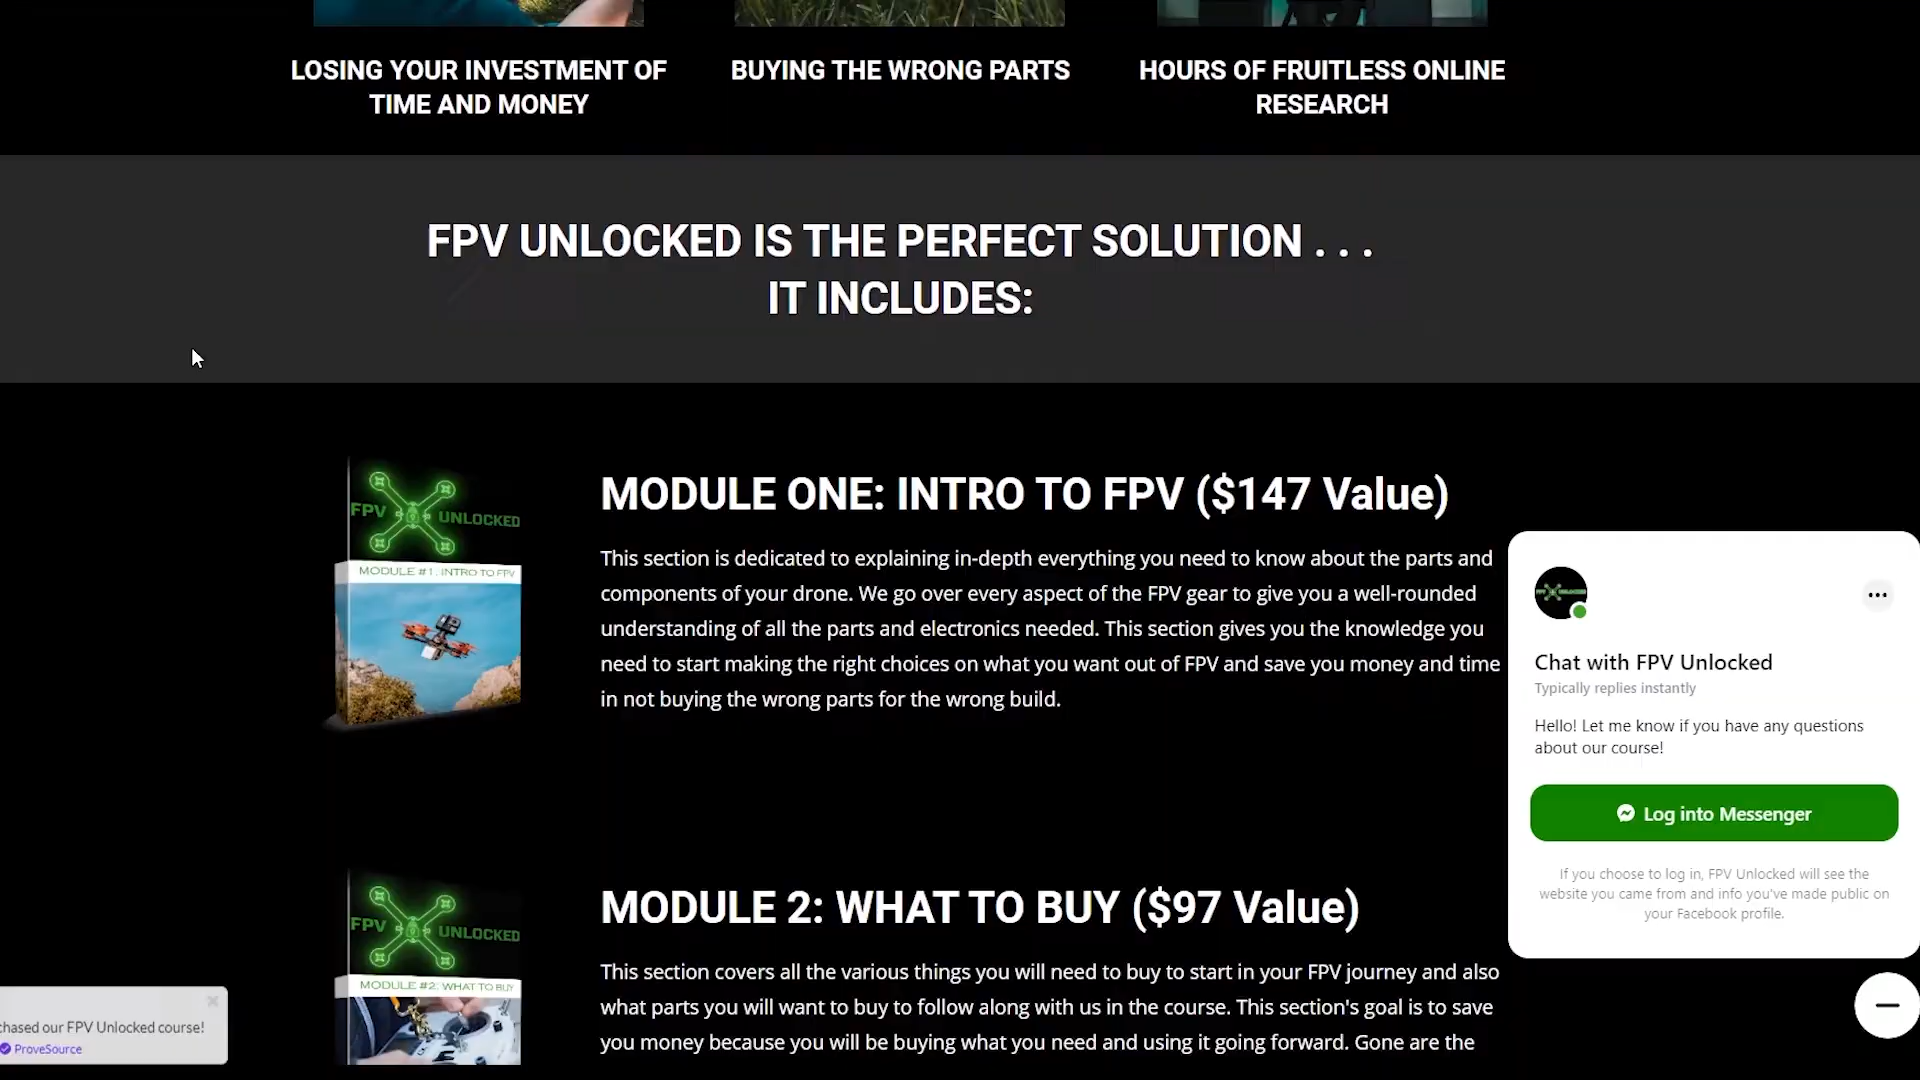 LOSING YOUR INVESTMENT OF
TIME AND MONEY
BUYING THE WRONG PARTS
HOURS OF FRUITLESS ONLINE
RESEARCH
FPV UNLOCKED IS THE PERFECT SOLUTION . . .
IT INCLUDES:
FPV UNLOCKED
MODULE #1: INTRO TO FPV
MODULE ONE: INTRO TO FPV ($147 Value)
This section is dedicated to explaining in-depth everything you need to know about the parts and
components of your drone. We go over every aspect of the FPV gear to give you a well-rounded
understanding of all the parts and electronics needed. This section gives you the knowledge you
need to start making the right choices on what you want out of FPV and save you money and time
in not buying the wrong parts for the wrong build.
FPV UNLOCKED
MODULE #2: WHAT TO BUY
MODULE 2: WHAT TO BUY ($97 Value)
This section covers all the various things you will need to buy to start in your FPV journey and also
what parts you will want to buy to follow along with us in the course. This section's goal is to save
you money because you will be buying what you need and using it going forward. Gone are the
Chat with FPV Unlocked
Typically replies instantly
Hello! Let me know if you have any questions
about our course!
Log into Messenger
If you choose to log in, FPV Unlocked will see the
website you came from and info you've made public on
your Facebook profile.
chased our FPV Unlocked course!
ProveSource